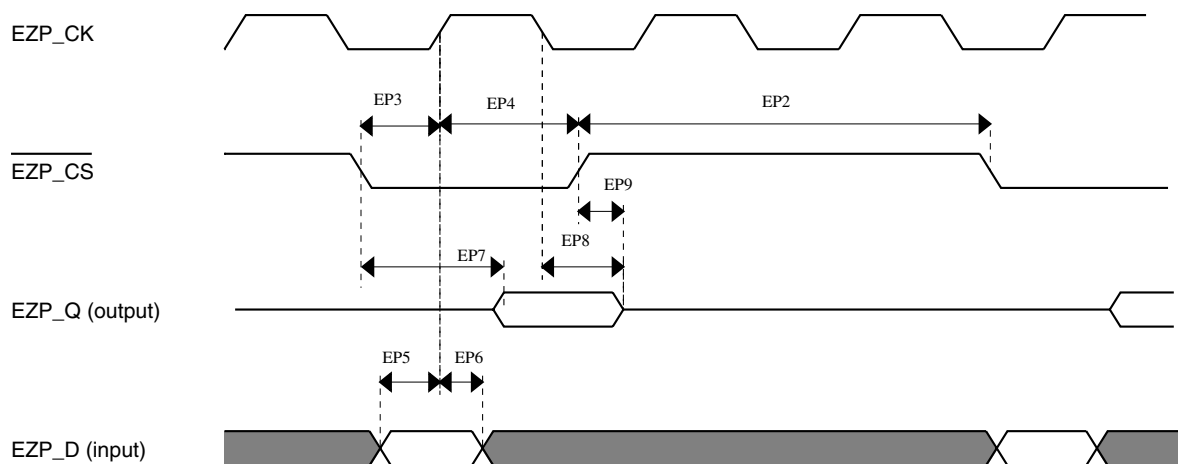 EZP_CK
EP3
EP4
EP2
EZP_CS
EP9
EP8
EP7
EZP_Q (output)
EP5
EP6
EZP_D (input)